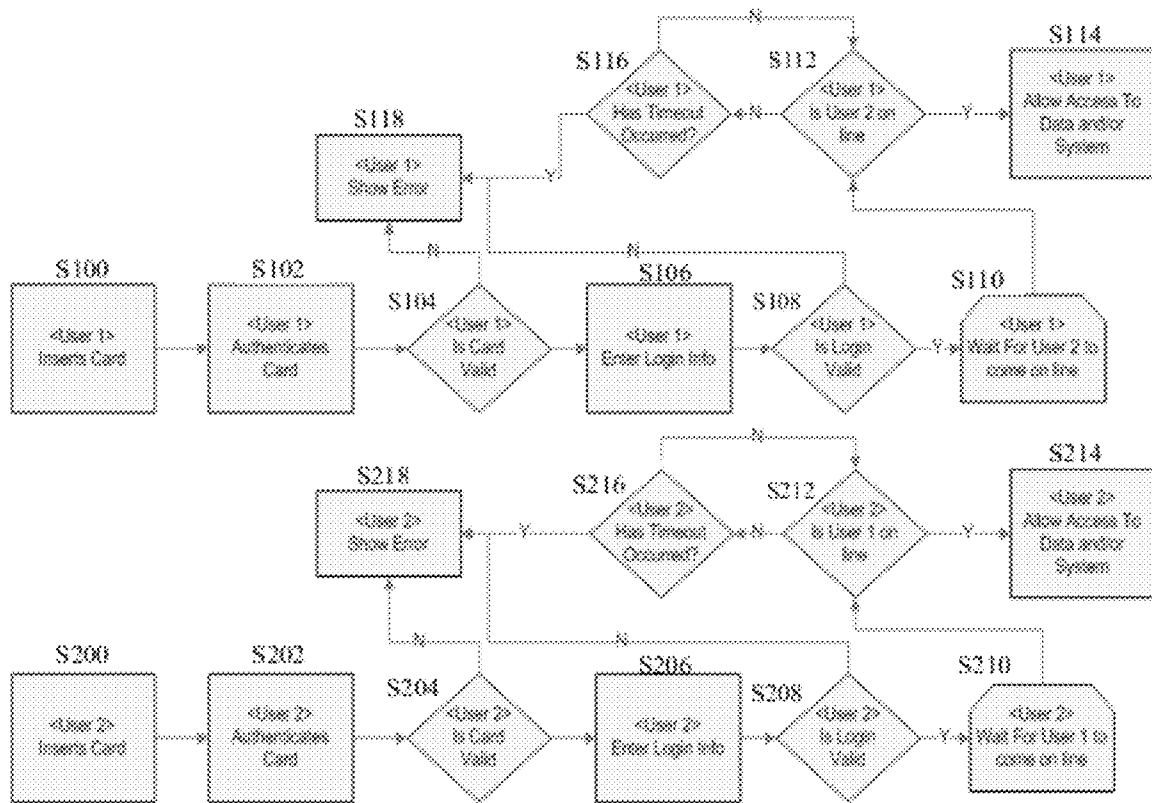 N
S114
S116
S112
<User 1>
Has Timeout
Occurred?
<User 1>
Is User 2 on
line
<User 1>
Allow Access To
Data and/or
System
N
Y
S118
<User 1>
Show Error
Y
N
N
S100
S102
S104
S106
S108
S110
<User 1>
Inserts Card
<User 1>
Authenticates
Card
<User 1>
Is Card
Valid
<User 1>
Enter Login Info
<User 1>
Is Login
Valid
Y
<User 1>
Wait For User 2 to
come on line
N
S214
S218
S216
S212
<User 2>
Show Error
Y
<User 2>
Has Timeout
Occurred?
N
<User 2>
Is User 1 on
line
Y
<User 2>
Allow Access To
Data and/or
System
N
N
S200
S202
S204
S206
S208
S210
<User 2>
Inserts Card
<User 2>
Authenticates
Card
<User 2>
Is Card
Valid
<User 2>
Enter Login Info
<User 2>
Is Login
Valid
Y
<User 2>
Wait For User 1 to
come on line